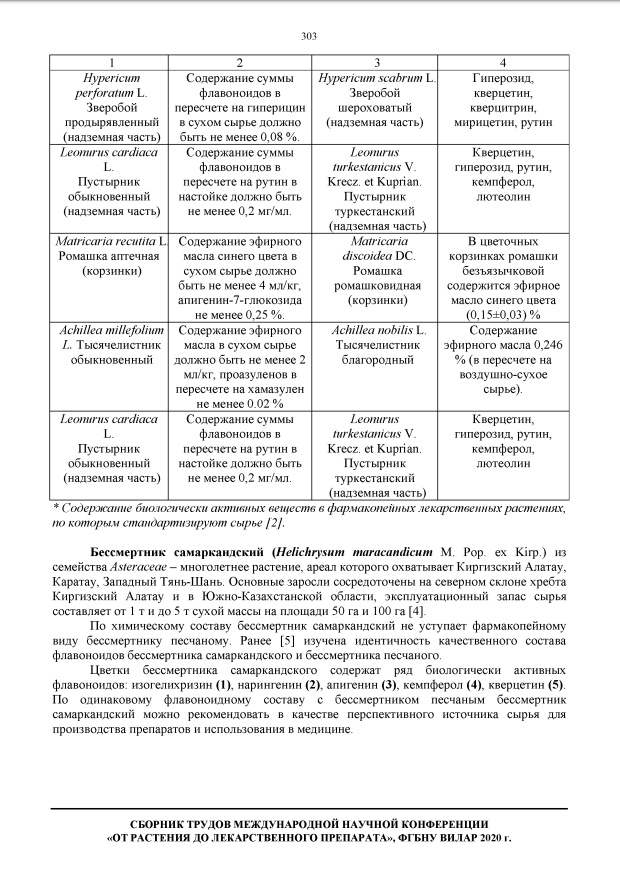 303
1 2 3 4
Hypericum
perforatum L.
Зверобой
продырявленный
(надземная часть)
Содержание суммы
флавоноидов в
пересчете на гиперицин
в сухом сырье должно
быть не менее 0,08 %.
Hypericum scabrum L.
Зверобой
шероховатый
(надземная часть)
Гиперозид,
кверцетин,
кверцитрин,
мирицетин, рутин
Leonurus cardiaca
L.
Пустырник
обыкновенный
(надземная часть)
Содержание суммы
флавоноидов в
пересчете на рутин в
настойке должно быть
не менее 0,2 мг/мл.
Leonurus
turkestanicus V.
Krecz. et Kuprian.
Пустырник
туркестанский
(надземная часть)
Кверцетин,
гиперозид, рутин,
кемпферол,
лютеолин
Matricaria recutita L
Ромашка аптечная
(корзинки)
Содержание эфирного
масла синего цвета в
сухом сырье должно
быть не менее 4 мл/кг,
апигенин-7-глюкозида
не менее 0,25 %.
Matricaria
discoidea DC.
Ромашка
ромашковидная
(корзинки)
В цветочных
корзинках ромашки
безъязычковой
содержится эфирное
масло синего цвета
(0,15±0,03) %
Achillea millefolium
L. Тысячелистник
обыкновенный
Содержание эфирного
масла в сухом сырье
должно быть не менее 2
мл/кг, проазуленов в
пересчете на хамазулен
не менее 0.02 %
Achillea nobilis L.
Тысячелистник
благородный
Содержание
эфирного масла 0,246
% (в пересчете на
воздушно-сухое
сырье).
Leonurus cardiaca
L.
Пустырник
обыкновенный
(надземная часть)
Содержание суммы
флавоноидов в
пересчете на рутин в
настойке должно быть
не менее 0,2 мг/мл.
Leonurus
turkestanicus V.
Krecz. et Kuprian.
Пустырник
туркестанский
(надземная часть)
Кверцетин,
гиперозид, рутин,
кемпферол,
лютеолин
* Содержание биологически активных веществ в фармакопейных лекарственных растениях,
по которым стандартизируют сырье [2].
Бессмертник самаркандский (Helichrysum maracandicum M. Pop. ex Kirp.) из
семейства Asteraceae – многолетнее растение, ареал которого охватывает Киргизский Алатау,
Каратау, Западный Тянь-Шань. Основные заросли сосредоточены на северном склоне хребта
Киргизский Алатау и в Южно-Казахстанской области, эксплуатационный запас сырья
составляет от 1 т и до 5 т сухой массы на площади 50 га и 100 га [4].
По химическому составу бессмертник самаркандский не уступает фармакопейному
виду бессмертнику песчаному. Ранее [5] изучена идентичность качественного состава
флавоноидов бессмертника самаркандского и бессмертника песчаного.
Цветки бессмертника самаркандского содержат ряд биологически активных
флавоноидов: изогелихризин (1), нарингенин (2), апигенин (3), кемпферол (4), кверцетин (5).
По одинаковому флавоноидному составу с бессмертником песчаным бессмертник
самаркандский можно рекомендовать в качестве перспективного источника сырья для
производства препаратов и использования в медицине.
СБОРНИК ТРУДОВ МЕЖДУНАРОДНОЙ НАУЧНОЙ КОНФЕРЕНЦИИ
«ОТ РАСТЕНИЯ ДО ЛЕКАРСТВЕННОГО ПРЕПАРАТА», ФГБНУ ВИЛАР 2020 г.